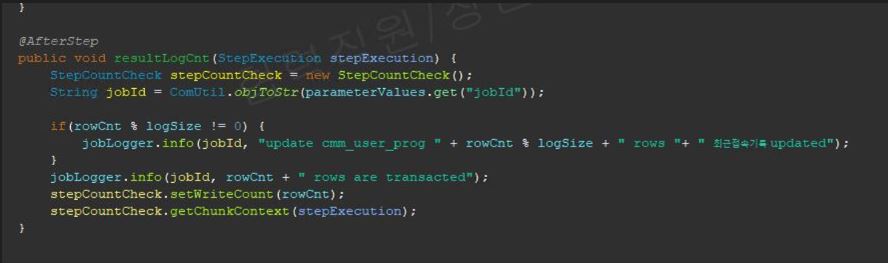 }
@AfterStep
public void resultLogCnt(StepExecution stepExecution) {
    StepCountCheck stepCountCheck = new StepCountCheck();
    String jobId = ComUtil.objToStr(parameterValues.get("jobId"));
    if(rowCnt % logSize != 0) {
        jobLogger.info(jobId, "update cmm_user_prog " + rowCnt % logSize + " rows "+ " 최근접속기록 updated");
    }
    jobLogger.info(jobId, rowCnt + " rows are transacted");
    stepCountCheck.setWriteCount(rowCnt);
    stepCountCheck.getChunkContext(stepExecution);
}